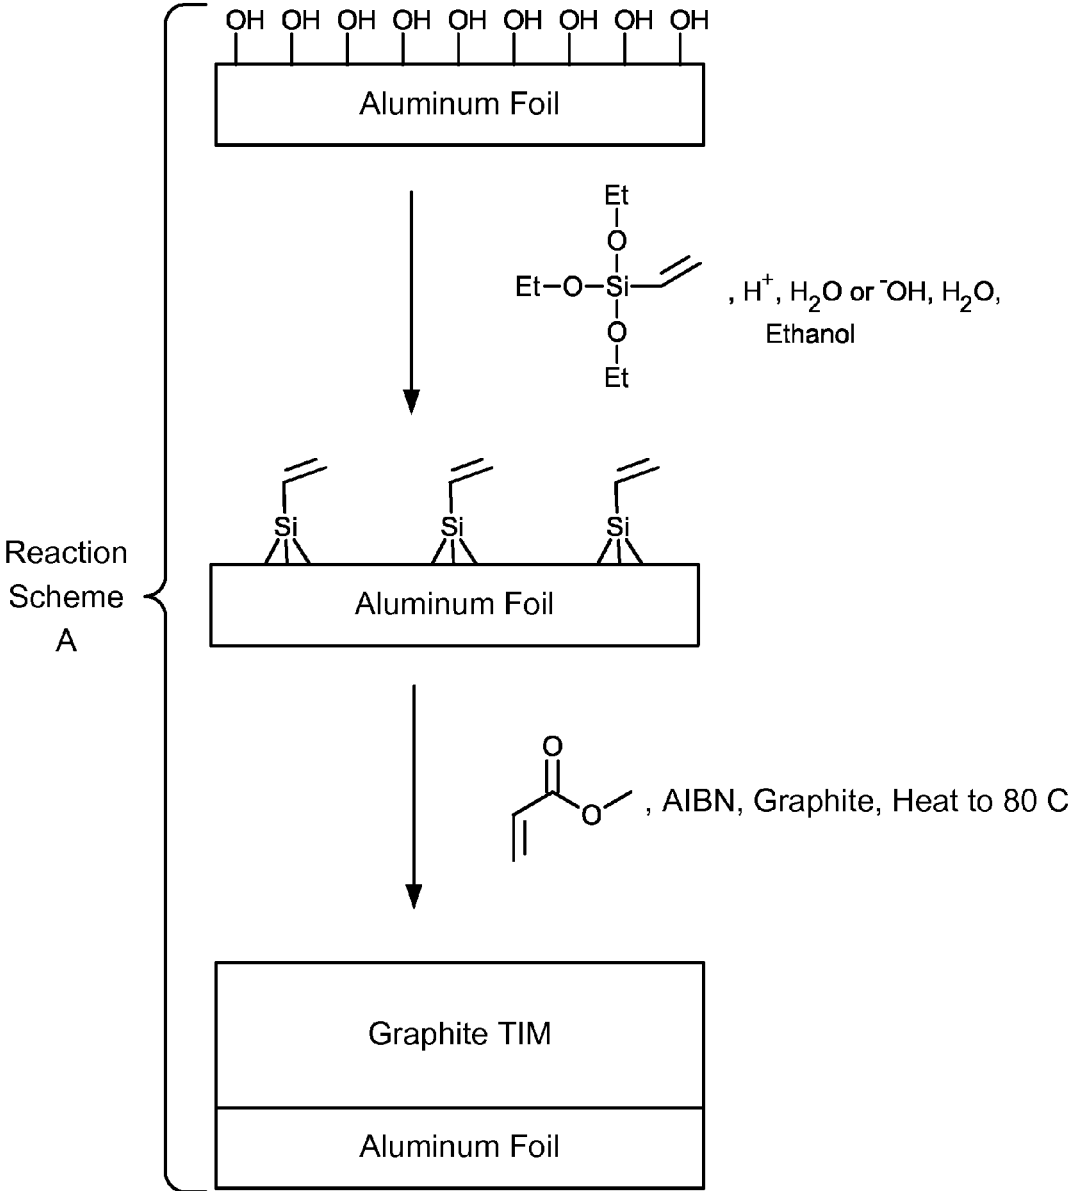 OH OH OH OH OH OH OH OH OH
Aluminum Foil
Et
O
Et–O–Si
O
Et
, H⁺, H₂O or ⁻OH, H₂O,
Ethanol
Si Si Si
Aluminum Foil
Reaction
Scheme
A
O
O
, AIBN, Graphite, Heat to 80 C
Graphite TIM
Aluminum Foil